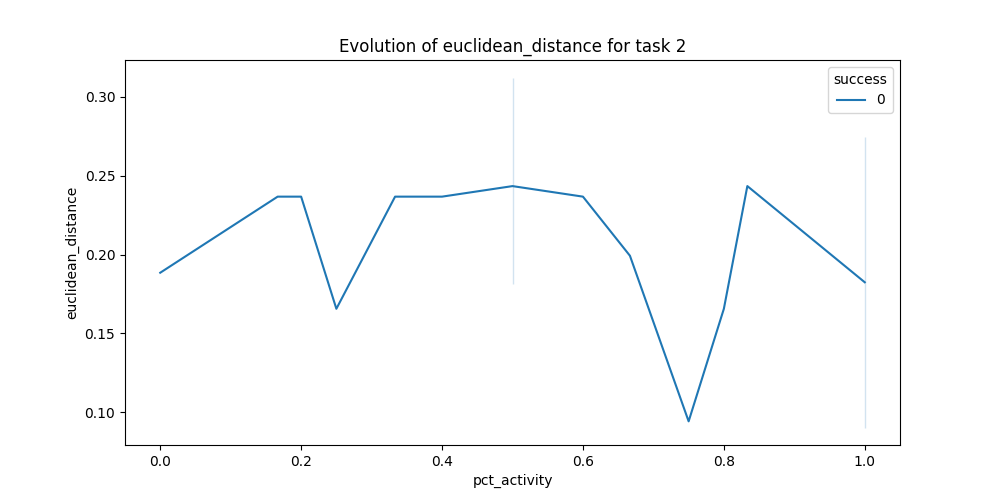 Evolution of euclidean_distance for task 2
success
0
euclidean_distance
0.30
0.25
0.20
0.15
0.10
0.0 0.2 0.4 0.6 0.8 1.0
pct_activity